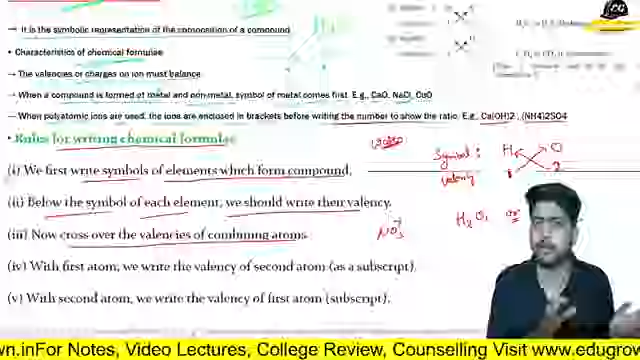 → It is the symbolic representation of the composition of a compound
• Characteristics of chemical formulae
→ The valencies or charges on ion must balance.
→ When a compound is formed of metal and non-metal, symbol of metal comes first. E.g., CaO, NaCl, CuO
→ When polyatomic ions are used, the ions are enclosed in brackets before writing the number to show the ratio. E.g., Ca(OH)2 , (NH4)2SO4
• Rules for writing chemical formulae
(i) We first write symbols of elements which form compound.
Symbol : H O
Valency 1 2
(ii) Below the symbol of each element, we should write their valency.
H2O1
(iii) Now cross over the valencies of combining atoms.
NO3
(iv) With first atom, we write the valency of second atom (as a subscript).
(v) With second atom, we write the valency of first atom (subscript).
wn.inFor Notes, Video Lectures, College Review, Counselling Visit www.edugrow